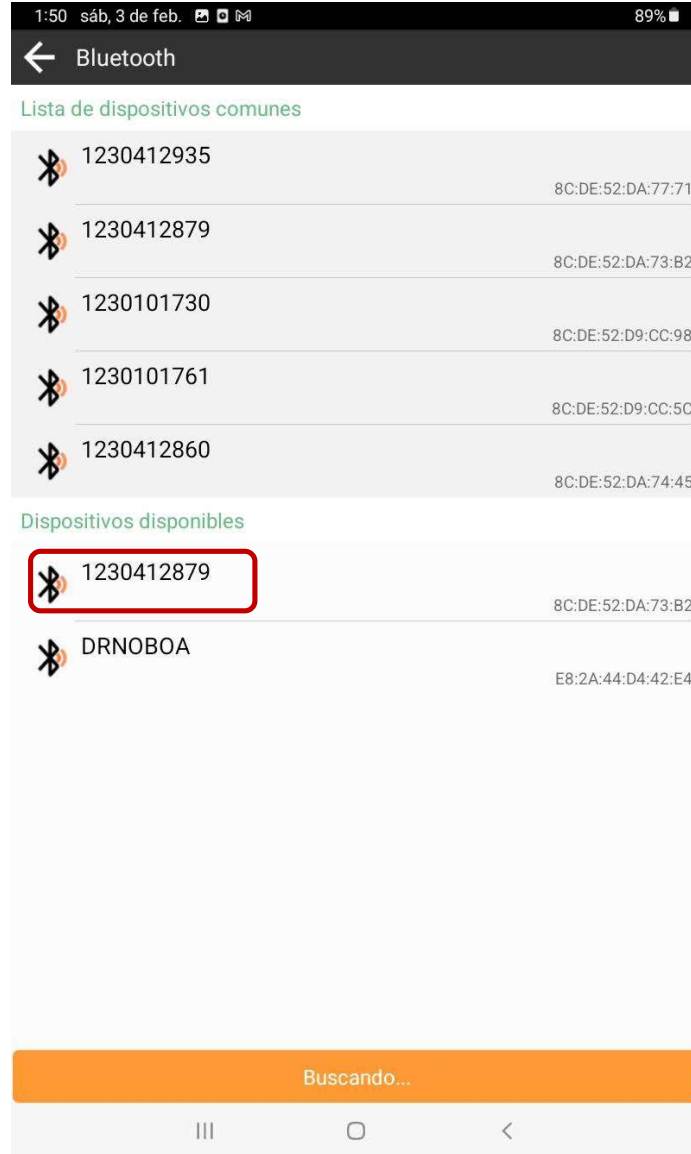 1:50 sáb, 3 de feb. 89%
Bluetooth
Lista de dispositivos comunes
1230412935
8C:DE:52:DA:77:71
1230412879
8C:DE:52:DA:73:B2
1230101730
8C:DE:52:D9:CC:98
1230101761
8C:DE:52:D9:CC:5C
1230412860
8C:DE:52:DA:74:45
Dispositivos disponibles
1230412879
8C:DE:52:DA:73:B2
DRNOBOA
E8:2A:44:D4:42:E4
Buscando...